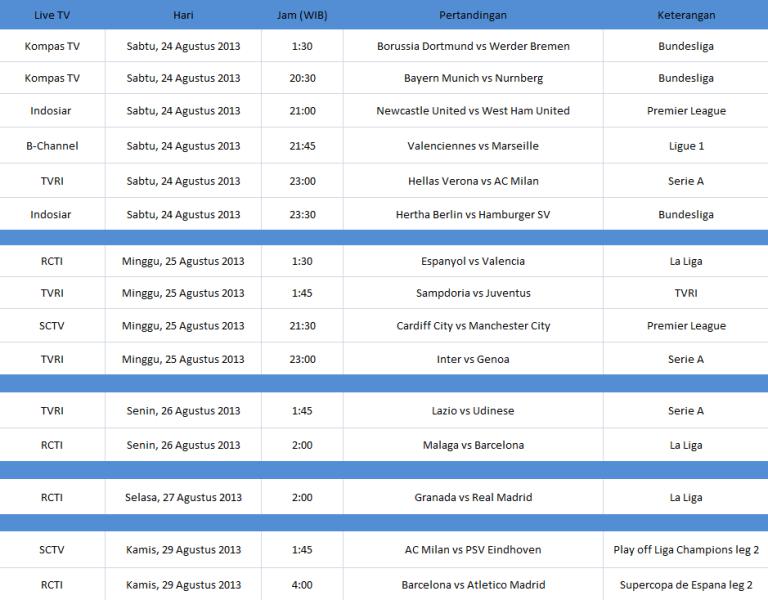 Live TV Hari Jam (WIB) Pertandingan Keterangan
Kompas TV Sabtu, 24 Agustus 2013 1:30 Borussia Dortmund vs Werder Bremen Bundesliga
Kompas TV Sabtu, 24 Agustus 2013 20:30 Bayern Munich vs Nurnberg Bundesliga
Indosiar Sabtu, 24 Agustus 2013 21:00 Newcastle United vs West Ham United Premier League
B-Channel Sabtu, 24 Agustus 2013 21:45 Valenciennes vs Marseille Ligue 1
TVRI Sabtu, 24 Agustus 2013 23:00 Hellas Verona vs AC Milan Serie A
Indosiar Sabtu, 24 Agustus 2013 23:30 Hertha Berlin vs Hamburger SV Bundesliga
RCTI Minggu, 25 Agustus 2013 1:30 Espanyol vs Valencia La Liga
TVRI Minggu, 25 Agustus 2013 1:45 Sampdoria vs Juventus TVRI
SCTV Minggu, 25 Agustus 2013 21:30 Cardiff City vs Manchester City Premier League
TVRI Minggu, 25 Agustus 2013 23:00 Inter vs Genoa Serie A
TVRI Senin, 26 Agustus 2013 1:45 Lazio vs Udinese Serie A
RCTI Senin, 26 Agustus 2013 2:00 Malaga vs Barcelona La Liga
RCTI Selasa, 27 Agustus 2013 2:00 Granada vs Real Madrid La Liga
SCTV Kamis, 29 Agustus 2013 1:45 AC Milan vs PSV Eindhoven Play off Liga Champions leg 2
RCTI Kamis, 29 Agustus 2013 4:00 Barcelona vs Atletico Madrid Supercopa de Espana leg 2